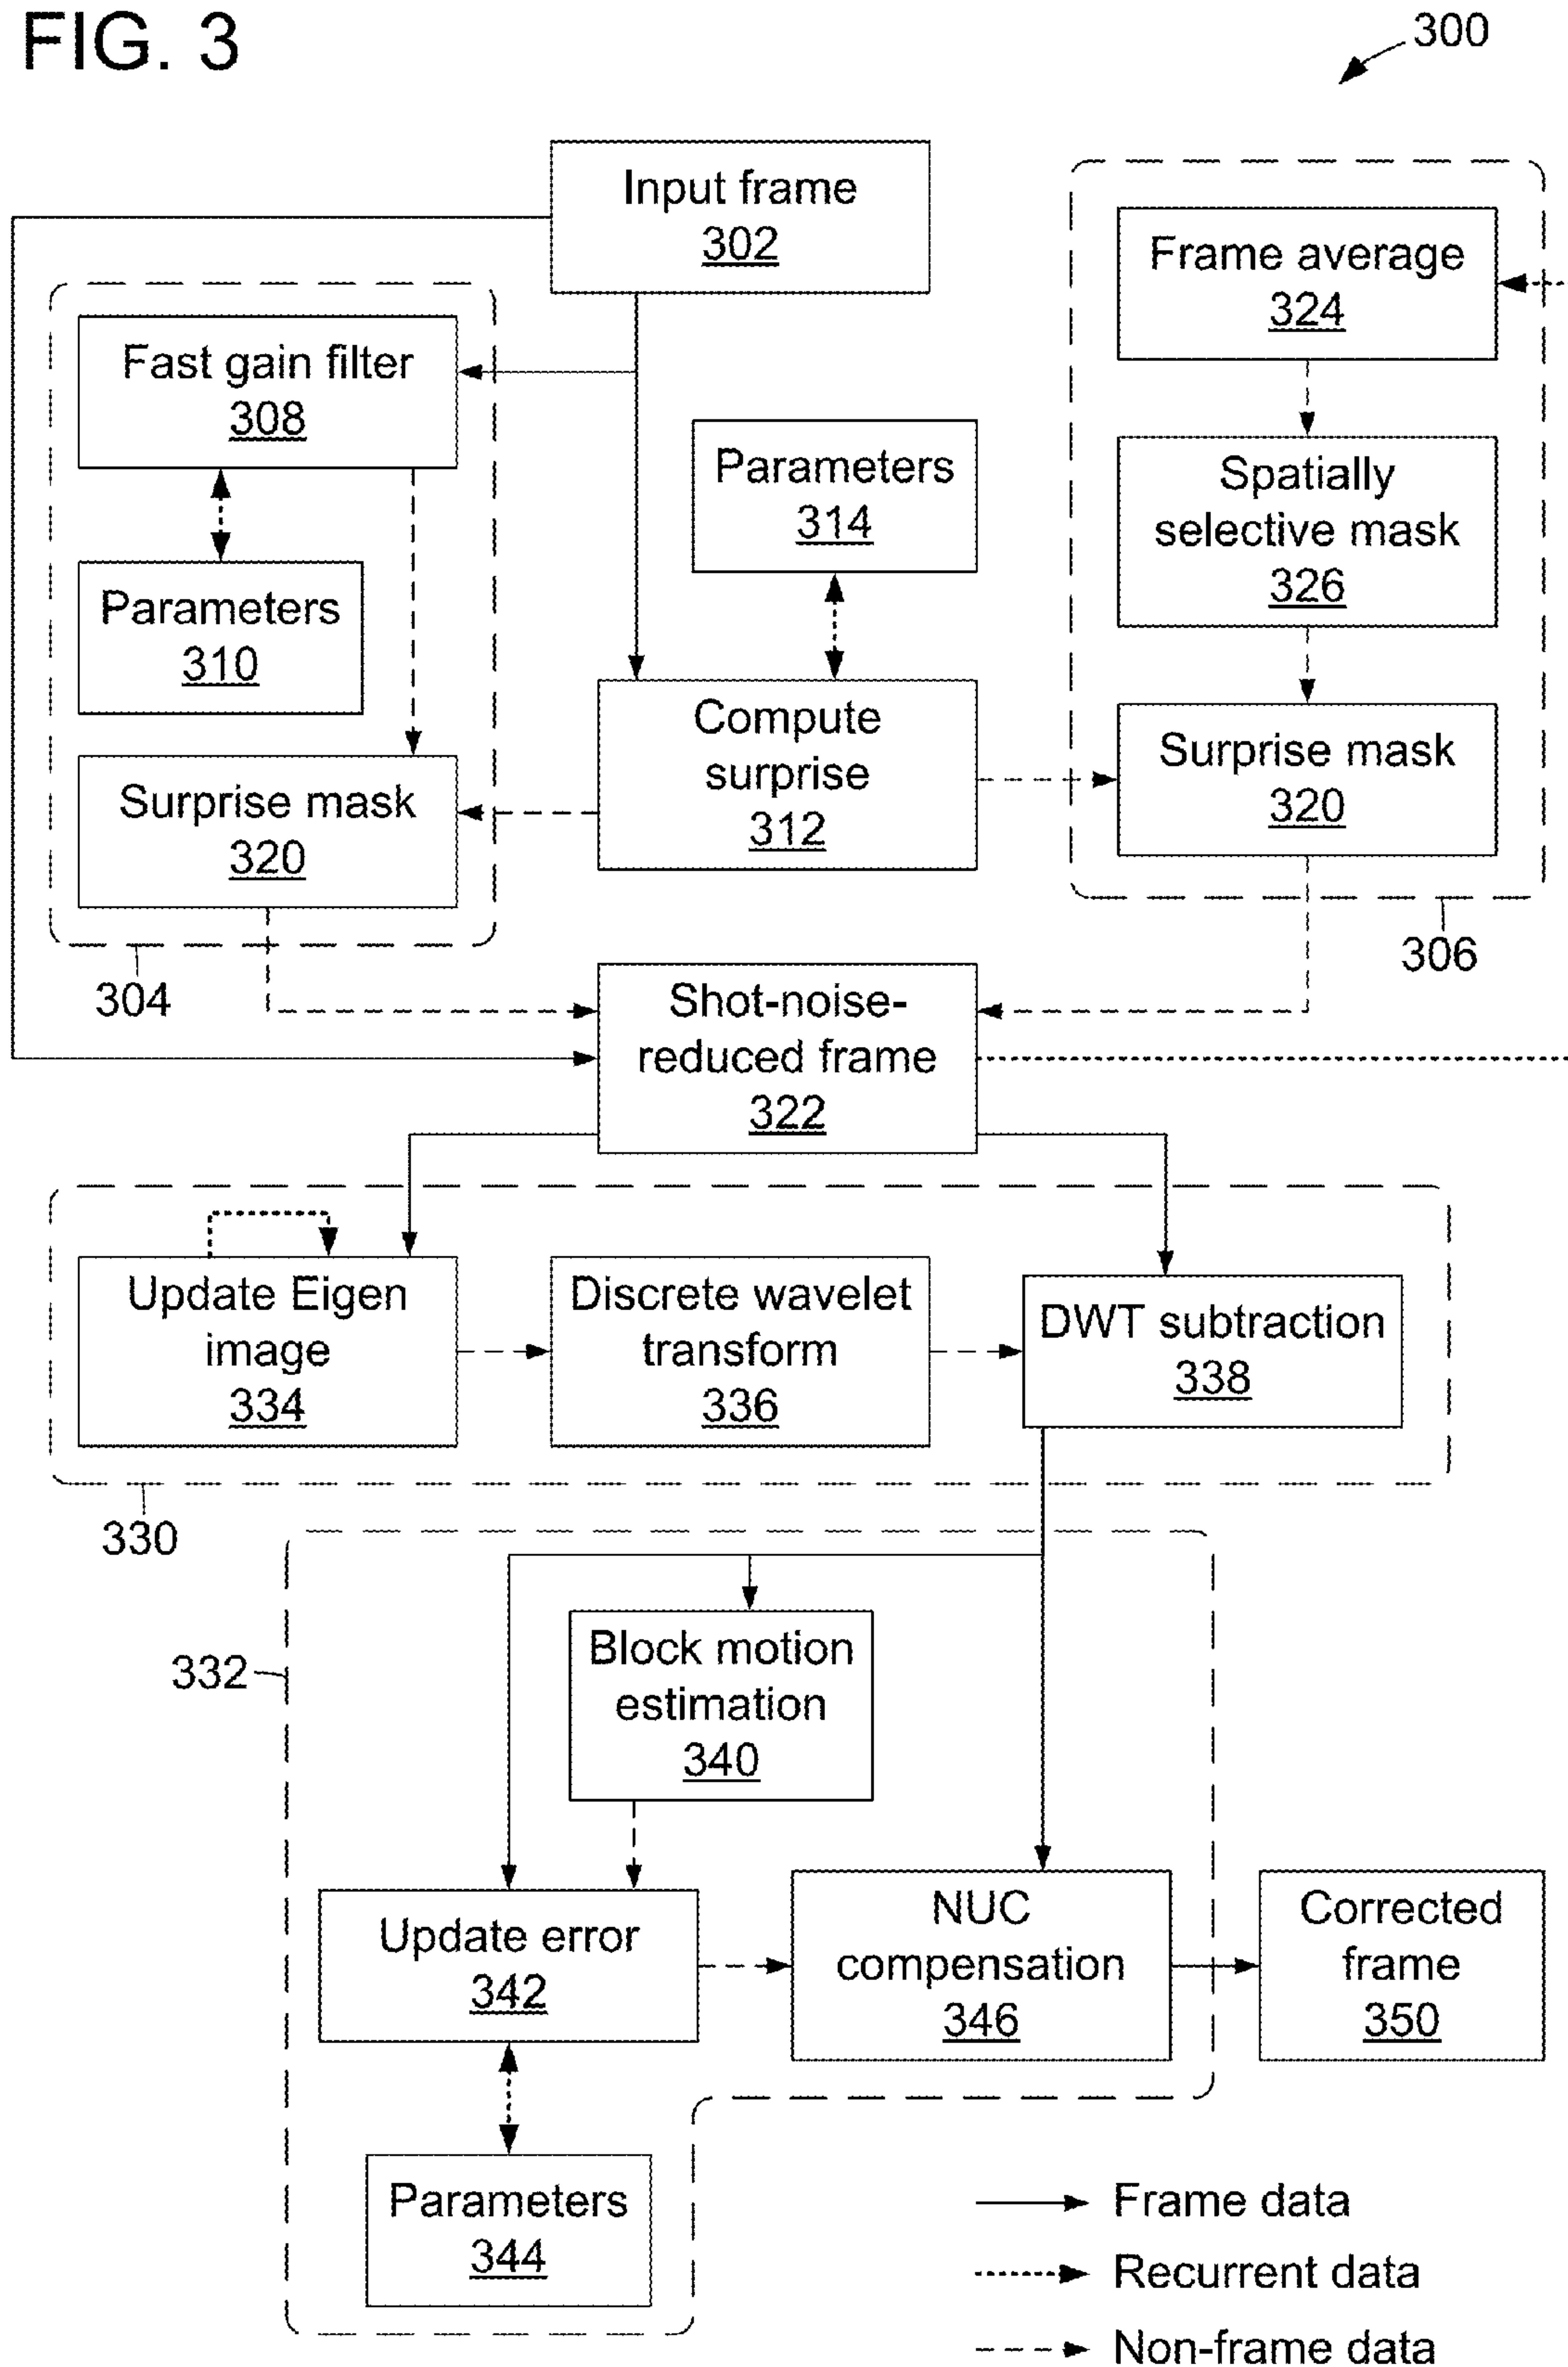 FIG. 3
300
Input frame
302
Frame average
324
Fast gain filter
308
Parameters
314
Spatially
selective mask
326
Parameters
310
Compute
surprise
312
Surprise mask
320
Surprise mask
320
304
306
Shot-noise-
reduced frame
322
Update Eigen
image
334
Discrete wavelet
transform
336
DWT subtraction
338
330
332
Block motion
estimation
340
Update error
342
NUC
compensation
346
Corrected
frame
350
Parameters
344
Frame data
Recurrent data
Non-frame data